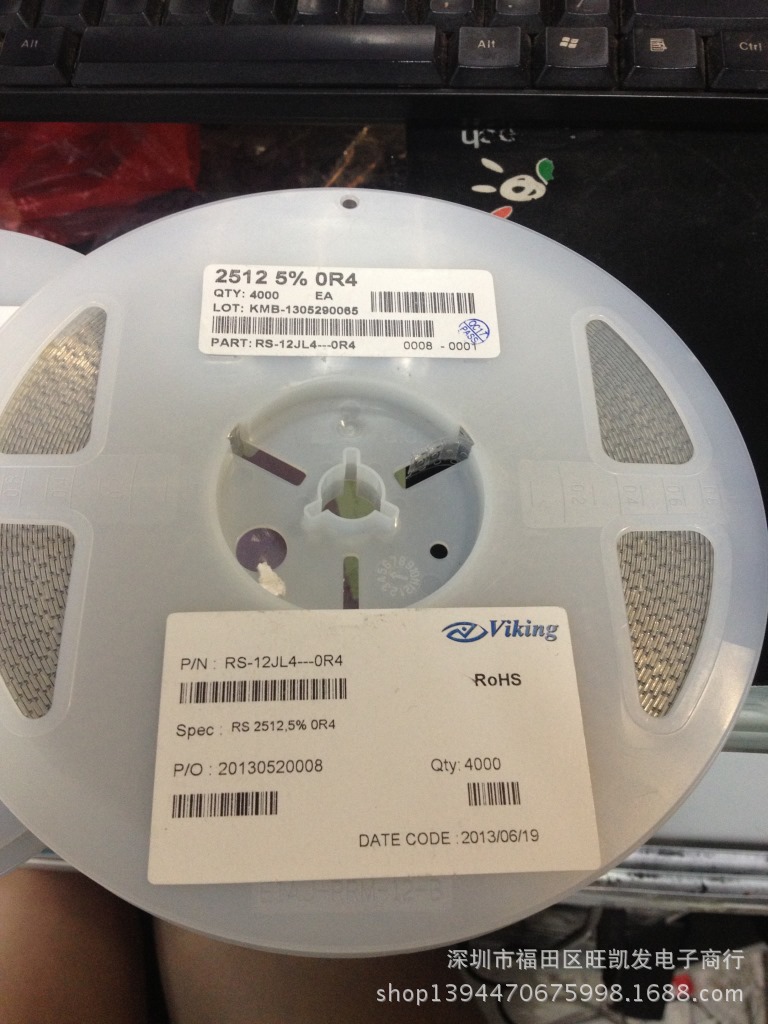 Alt
Alt
Ctrl
2512 5% 0R4
QTY: 4000 EA
LOT: KMB-1305290065
PART: RS-12JL4---0R4 0008 - 0001
PASS
Viking
P/N : RS-12JL4---0R4
RoHS
Spec : RS 2512,5% 0R4
P/O : 20130520008 Qty: 4000
DATE CODE : 2013/06/19
深圳市福田区旺凯发电子商行
shop1394470675998.1688.com